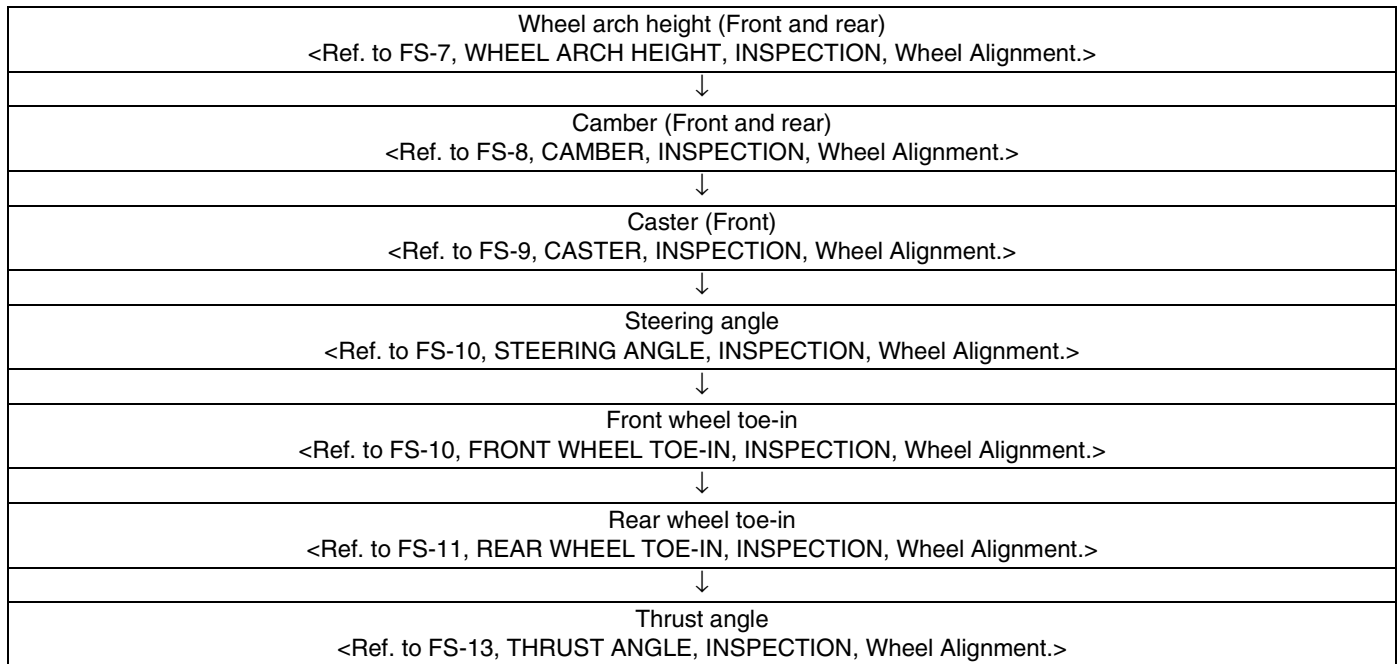 Wheel arch height (Front and rear)
<Ref. to FS-7, WHEEL ARCH HEIGHT, INSPECTION, Wheel Alignment.>
↓
Camber (Front and rear)
<Ref. to FS-8, CAMBER, INSPECTION, Wheel Alignment.>
↓
Caster (Front)
<Ref. to FS-9, CASTER, INSPECTION, Wheel Alignment.>
↓
Steering angle
<Ref. to FS-10, STEERING ANGLE, INSPECTION, Wheel Alignment.>
↓
Front wheel toe-in
<Ref. to FS-10, FRONT WHEEL TOE-IN, INSPECTION, Wheel Alignment.>
↓
Rear wheel toe-in
<Ref. to FS-11, REAR WHEEL TOE-IN, INSPECTION, Wheel Alignment.>
↓
Thrust angle
<Ref. to FS-13, THRUST ANGLE, INSPECTION, Wheel Alignment.>